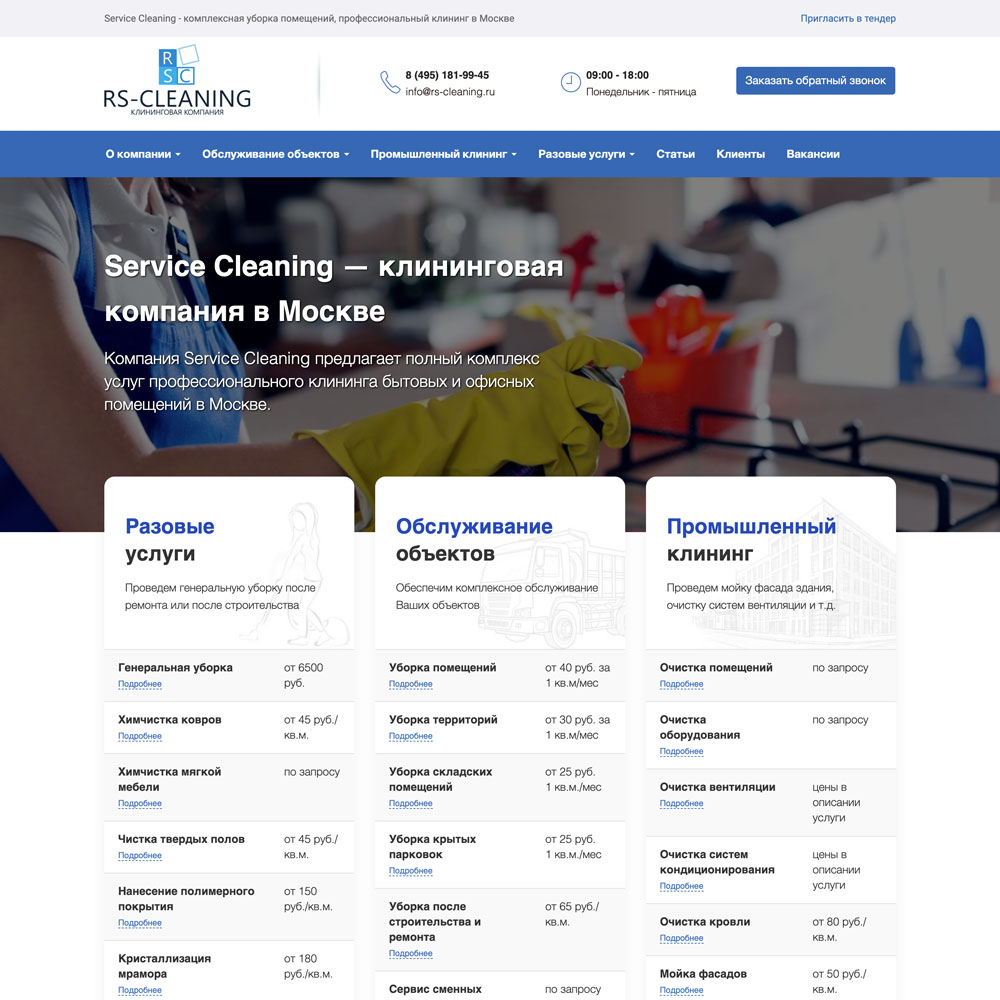 Service Cleaning - комплексная уборка помещений, профессиональный клининг в Москве
Пригласить в тендер
R
S C
RS-CLEANING
КЛИНИНГОВАЯ КОМПАНИЯ
8 (495) 181-99-45
info@rs-cleaning.ru
09:00 - 18:00
Понедельник - пятница
Заказать обратный звонок
О компании
Обслуживание объектов
Промышленный клининг
Разовые услуги
Статьи
Клиенты
Вакансии
Service Cleaning — клининговая
компания в Москве
Компания Service Cleaning предлагает полный комплекс
услуг профессионального клининга бытовых и офисных
помещений в Москве.
Разовые
услуги
Проведем генеральную уборку после
ремонта или после строительства
Генеральная уборка
Подробнее
от 6500
руб.
Химчистка ковров
Подробнее
от 45 руб./
кв.м.
Химчистка мягкой
мебели
Подробнее
по запросу
Чистка твердых полов
Подробнее
от 45 руб./
кв.м.
Нанесение полимерного
покрытия
Подробнее
от 150
руб./кв.м.
Кристаллизация
мрамора
Подробнее
от 180
руб./кв.м.
Обслуживание
объектов
Обеспечим комплексное обслуживание
Ваших объектов
Уборка помещений
Подробнее
от 40 руб. за
1 кв.м/мес
Уборка территорий
Подробнее
от 30 руб. за
1 кв.м/мес
Уборка складских
помещений
Подробнее
от 25 руб.
1 кв.м./мес
Уборка крытых
парковок
Подробнее
от 25 руб.
1 кв.м./мес
Уборка после
строительства и
ремонта
Подробнее
от 65 руб./
кв.м.
Сервис сменных
по запросу
Промышленный
клининг
Проведем мойку фасада здания,
очистку систем вентиляции и т.д.
Очистка помещений
Подробнее
по запросу
Очистка
оборудования
Подробнее
по запросу
Очистка вентиляции
Подробнее
цены в
описании
услуги
Очистка систем
кондиционирования
Подробнее
цены в
описании
услуги
Очистка кровли
Подробнее
от 80 руб./
кв.м.
Мойка фасадов
Подробнее
от 50 руб./
кв.м.